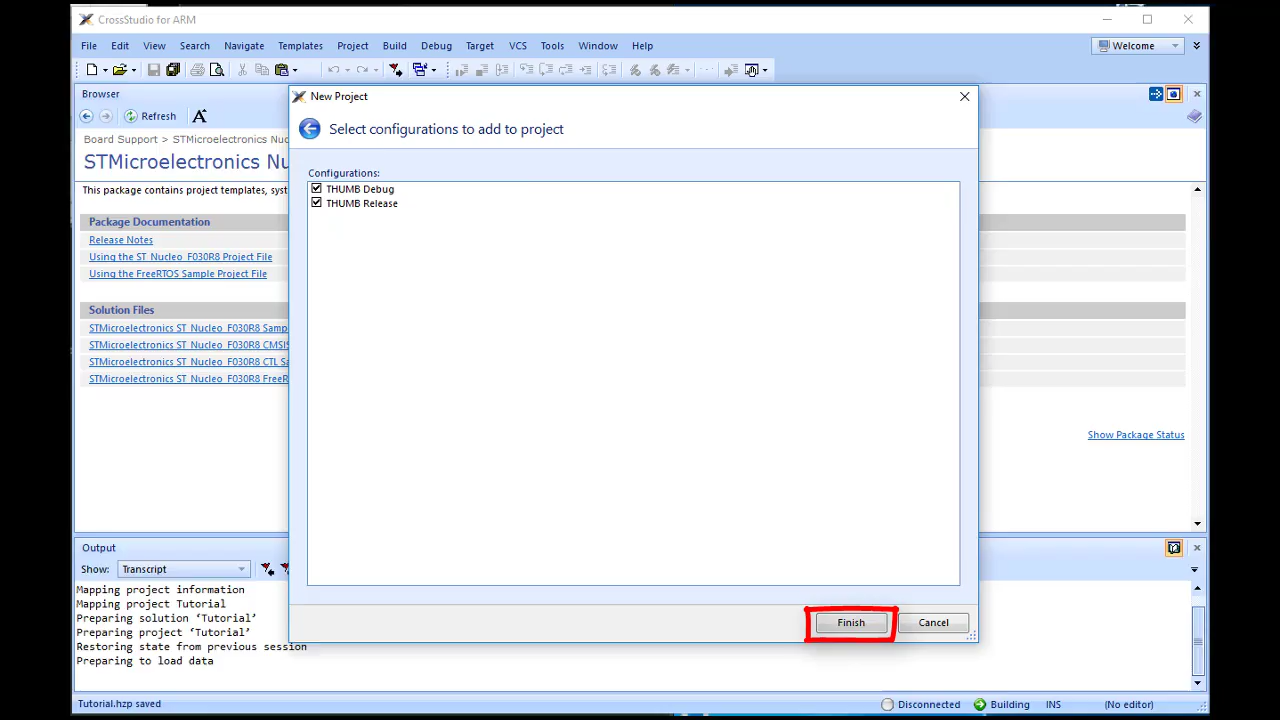 CrossStudio for ARM
File Edit View Search Navigate Templates Project Build Debug Target VCS Tools Window Help
Welcome
Browser
New Project
Refresh
Select configurations to add to project
Board Support > STMicroelectronics Nuc
STMicroelectronics Nu
This package contains project templates, syst
Configurations:
THUMB Debug
THUMB Release
Package Documentation
Release Notes
Using the ST_Nucleo_F030R8 Project File
Using the FreeRTOS Sample Project File
Solution Files
STMicroelectronics ST_Nucleo_F030R8 Samp
STMicroelectronics ST_Nucleo_F030R8 CMSIS
STMicroelectronics ST_Nucleo_F030R8 CTL Sa
STMicroelectronics ST_Nucleo_F030R8 FreeR
Show Package Status
Finish Cancel
Output
Show: Transcript
Mapping project information
Mapping project Tutorial
Preparing solution ‘Tutorial’
Preparing project ‘Tutorial’
Restoring state from previous session
Preparing to load data
Tutorial.hzp saved
Disconnected Building INS (No editor)